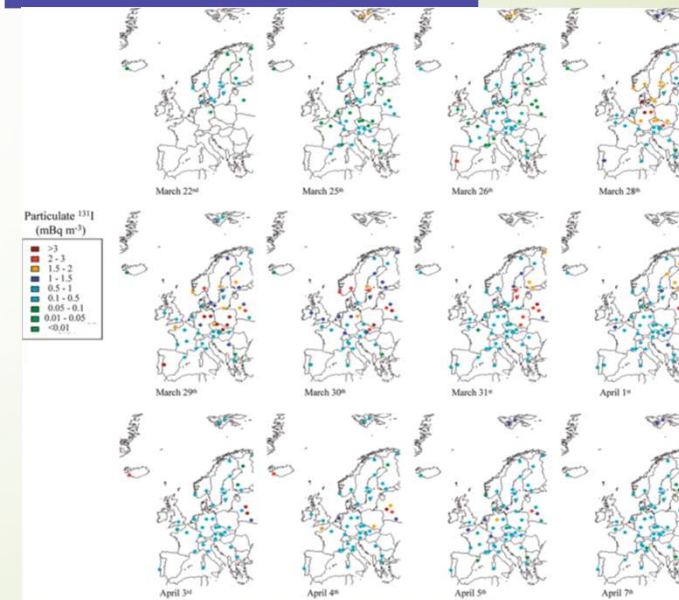 March 22ⁿᵈ
March 25ᵗʰ
March 26ᵗʰ
March 28ᵗʰ
Particulate ¹³¹I
(mBq m⁻³)
>3
2 - 3
1.5 - 2
1 - 1.5
0.5 - 1
0.1 - 0.5
0.05 - 0.1
0.01 - 0.05
<0.01
March 29ᵗʰ
March 30ᵗʰ
March 31ˢᵗ
April 1ˢᵗ
April 3ʳᵈ
April 4ᵗʰ
April 5ᵗʰ
April 7ᵗʰ